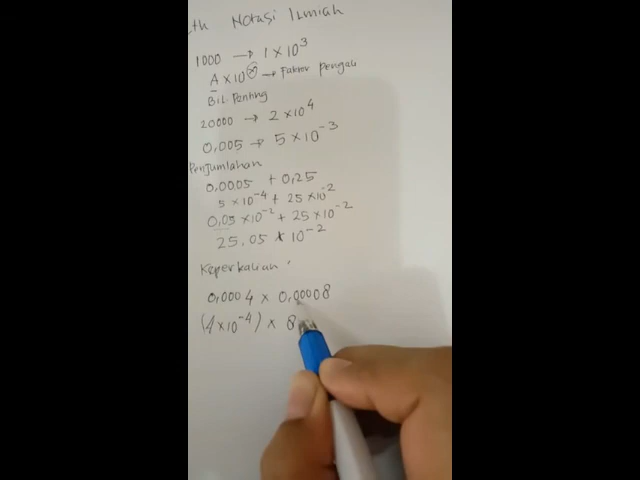 Notasi Ilmiah
1000 → 1 × 10³
A × 10ⁿ → Faktor pengali
Bil. Penting
20000 → 2 × 10⁴
0,005 → 5 × 10⁻³
Penjumlahan
0,0005 + 0,25
5 × 10⁻⁴ + 25 × 10⁻²
0,05 × 10⁻² + 25 × 10⁻²
25.05 × 10⁻²
Keperkalian :
0,0004 × 0,00008
(4 × 10⁻⁴) × 8